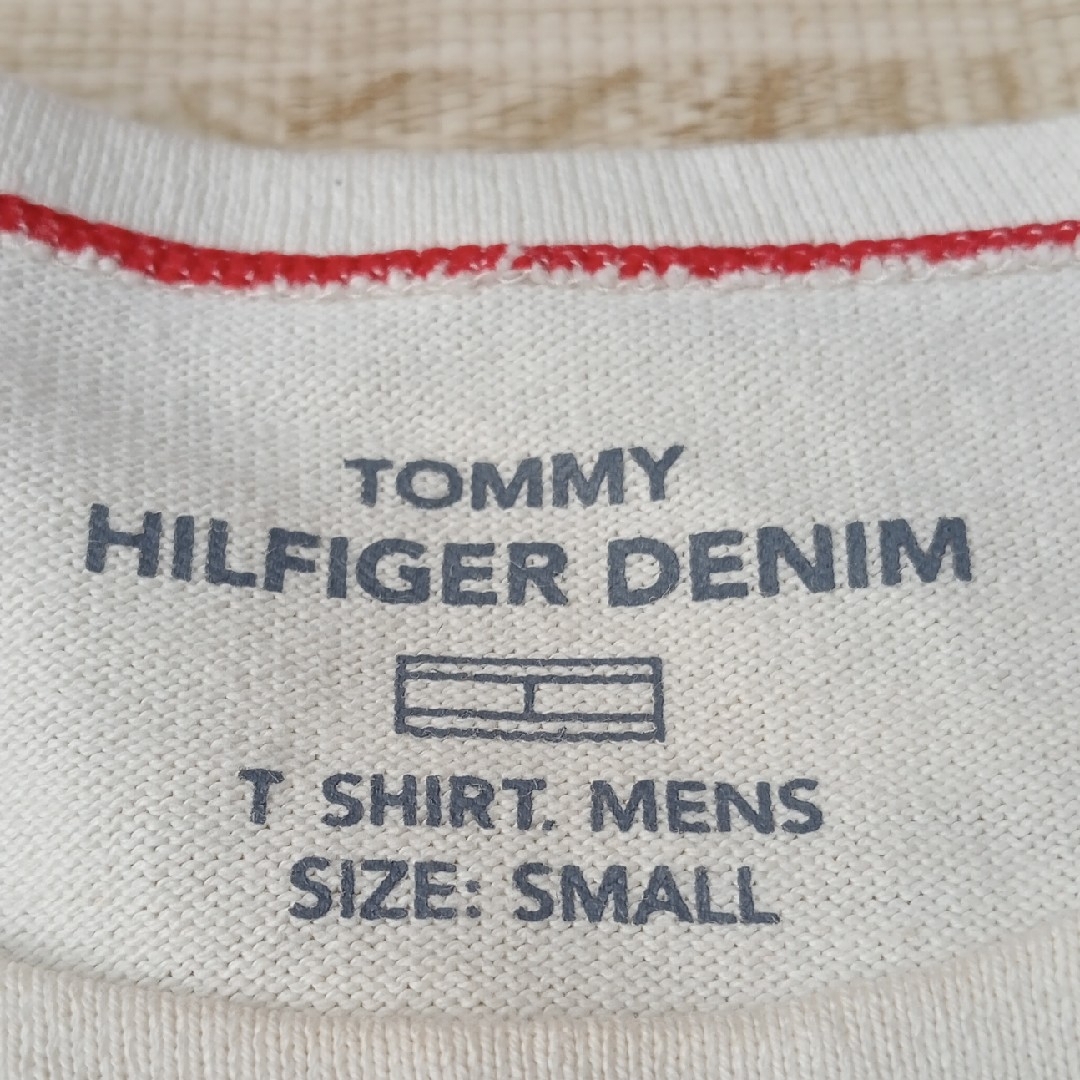 TOMMY
HILFIGER DENIM
T SHIRT. MENS
SIZE: SMALL